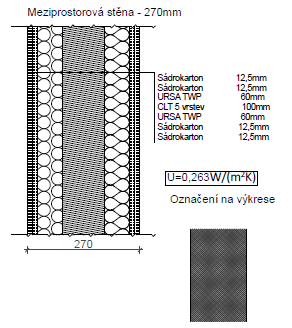 Meziprostorová stěna - 270mm
Sádrokarton 12,5mm
Sádrokarton 12,5mm
URSA TWP 60mm
CLT 5 vrstev 100mm
URSA TWP 60mm
Sádrokarton 12,5mm
Sádrokarton 12,5mm
U=0,263W/(m²K)
Označení na výkrese
270